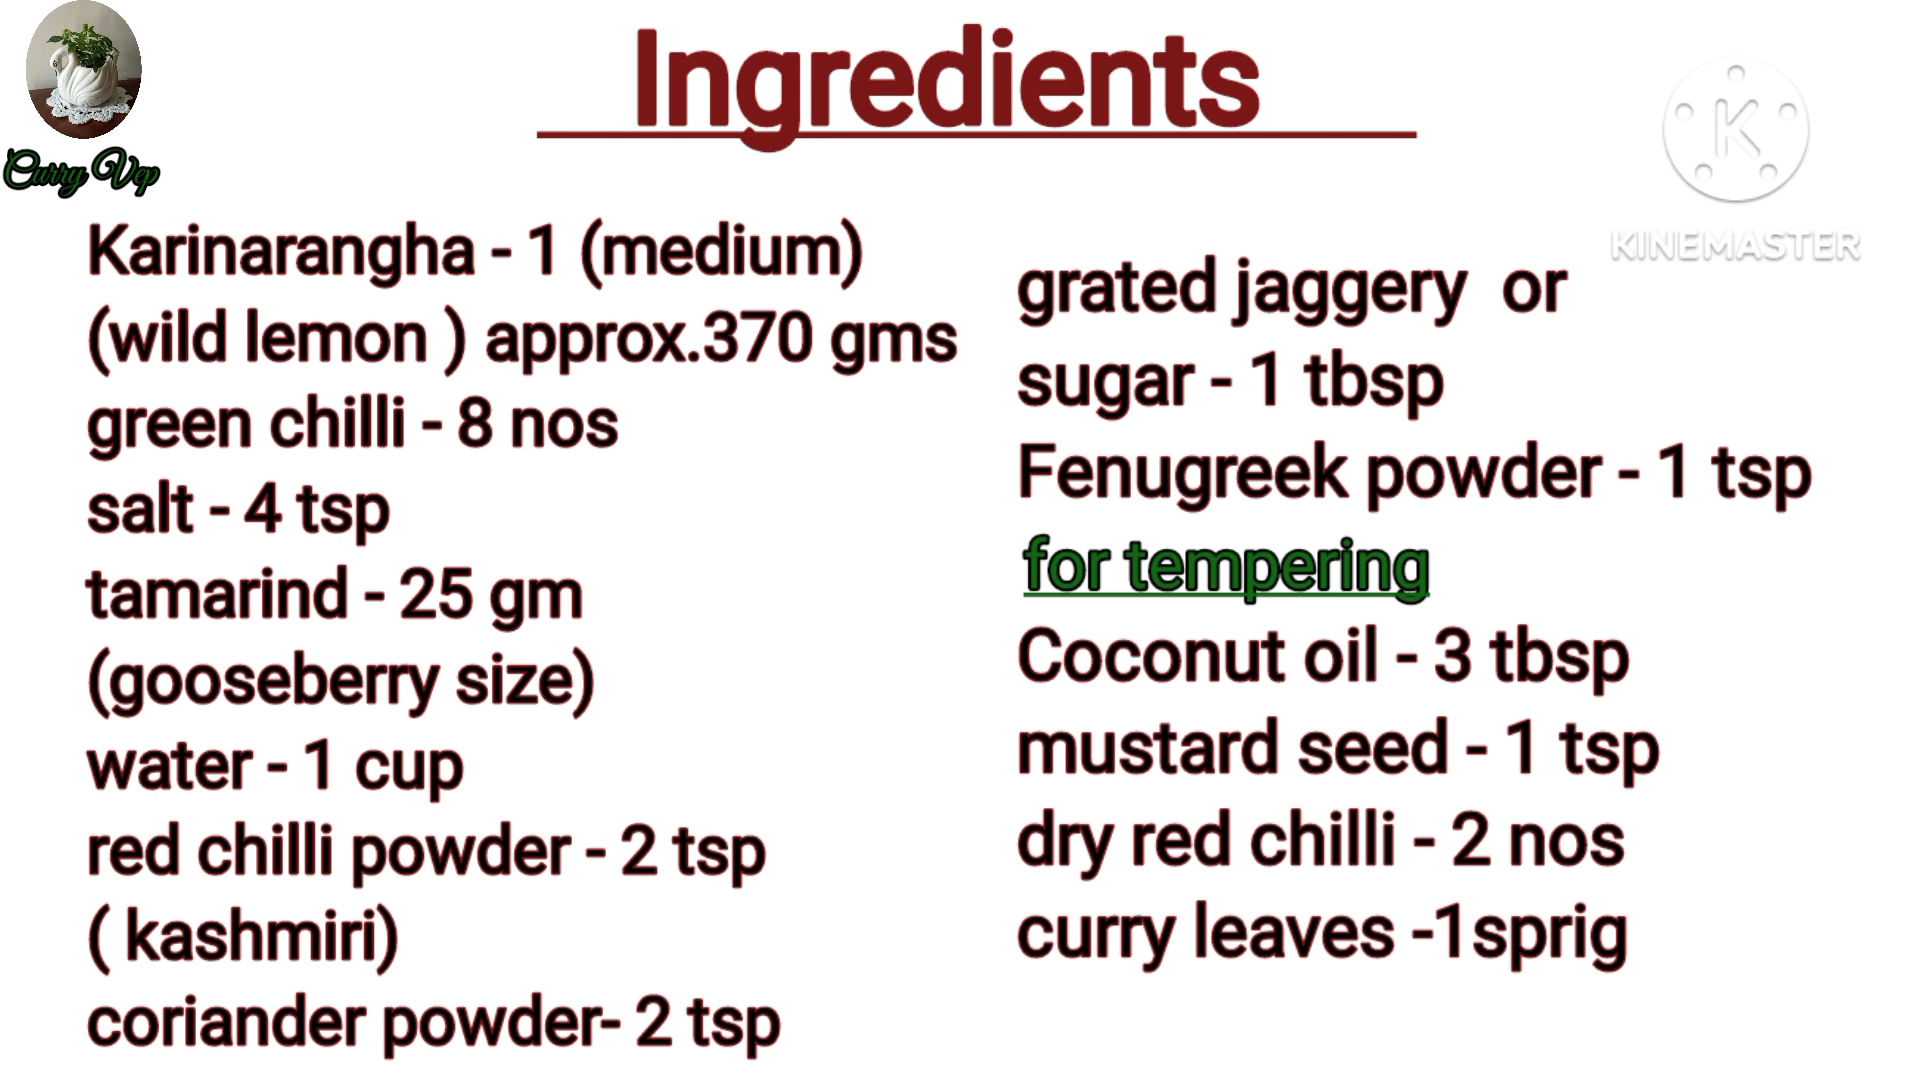 Ingredients
Curry Vep
KINEMASTER
Karinarangha - 1 (medium)
(wild lemon ) approx.370 gms
green chilli - 8 nos
salt - 4 tsp
tamarind - 25 gm
(gooseberry size)
water - 1 cup
red chilli powder - 2 tsp
( kashmiri)
coriander powder- 2 tsp
grated jaggery  or
sugar - 1 tbsp
Fenugreek powder - 1 tsp
for tempering
Coconut oil - 3 tbsp
mustard seed - 1 tsp
dry red chilli - 2 nos
curry leaves -1sprig